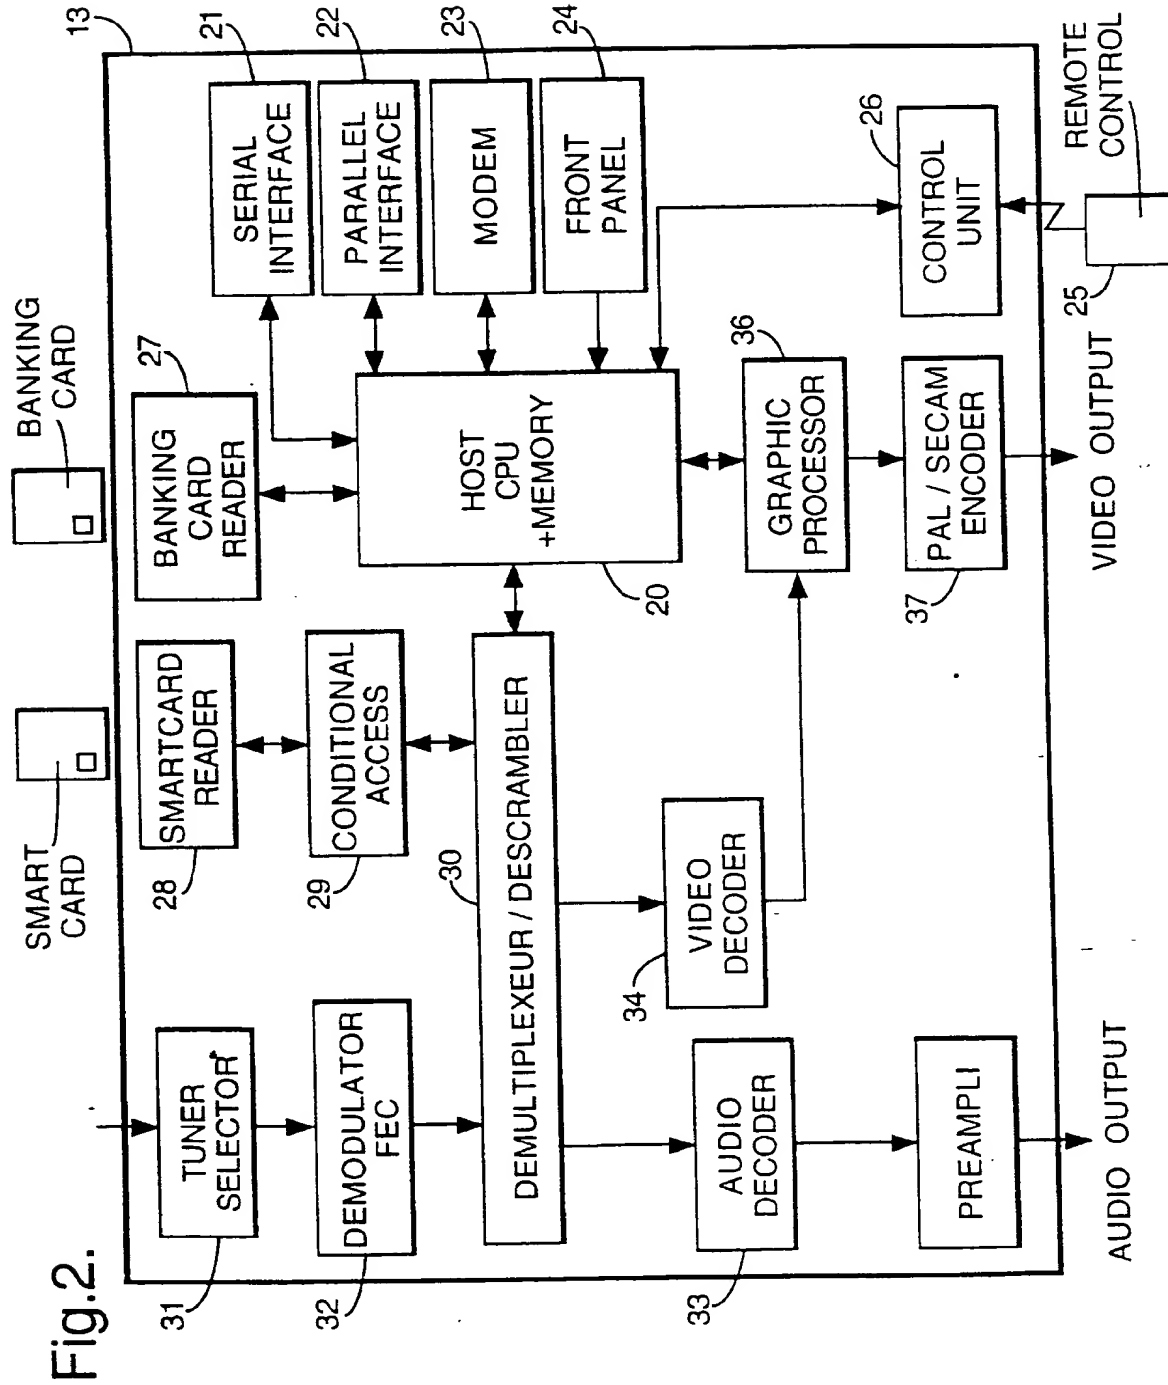 Fig.2.
SMART
CARD
BANKING
CARD
13
31
TUNER
SELECTOR
28
SMARTCARD
READER
BANKING
CARD
READER
27
SERIAL
INTERFACE
21
32
DEMODULATOR
FEC
29
CONDITIONAL
ACCESS
PARALLEL
INTERFACE
22
30
DEMULTIPLEXEUR / DESCRAMBLER
HOST
CPU
+MEMORY
20
MODEM
23
FRONT
PANEL
24
33
AUDIO
DECODER
34
VIDEO
DECODER
GRAPHIC
PROCESSOR
36
PREAMPLI
37
PAL / SECAM
ENCODER
CONTROL
UNIT
26
AUDIO OUTPUT
VIDEO OUTPUT
25
REMOTE
CONTROL